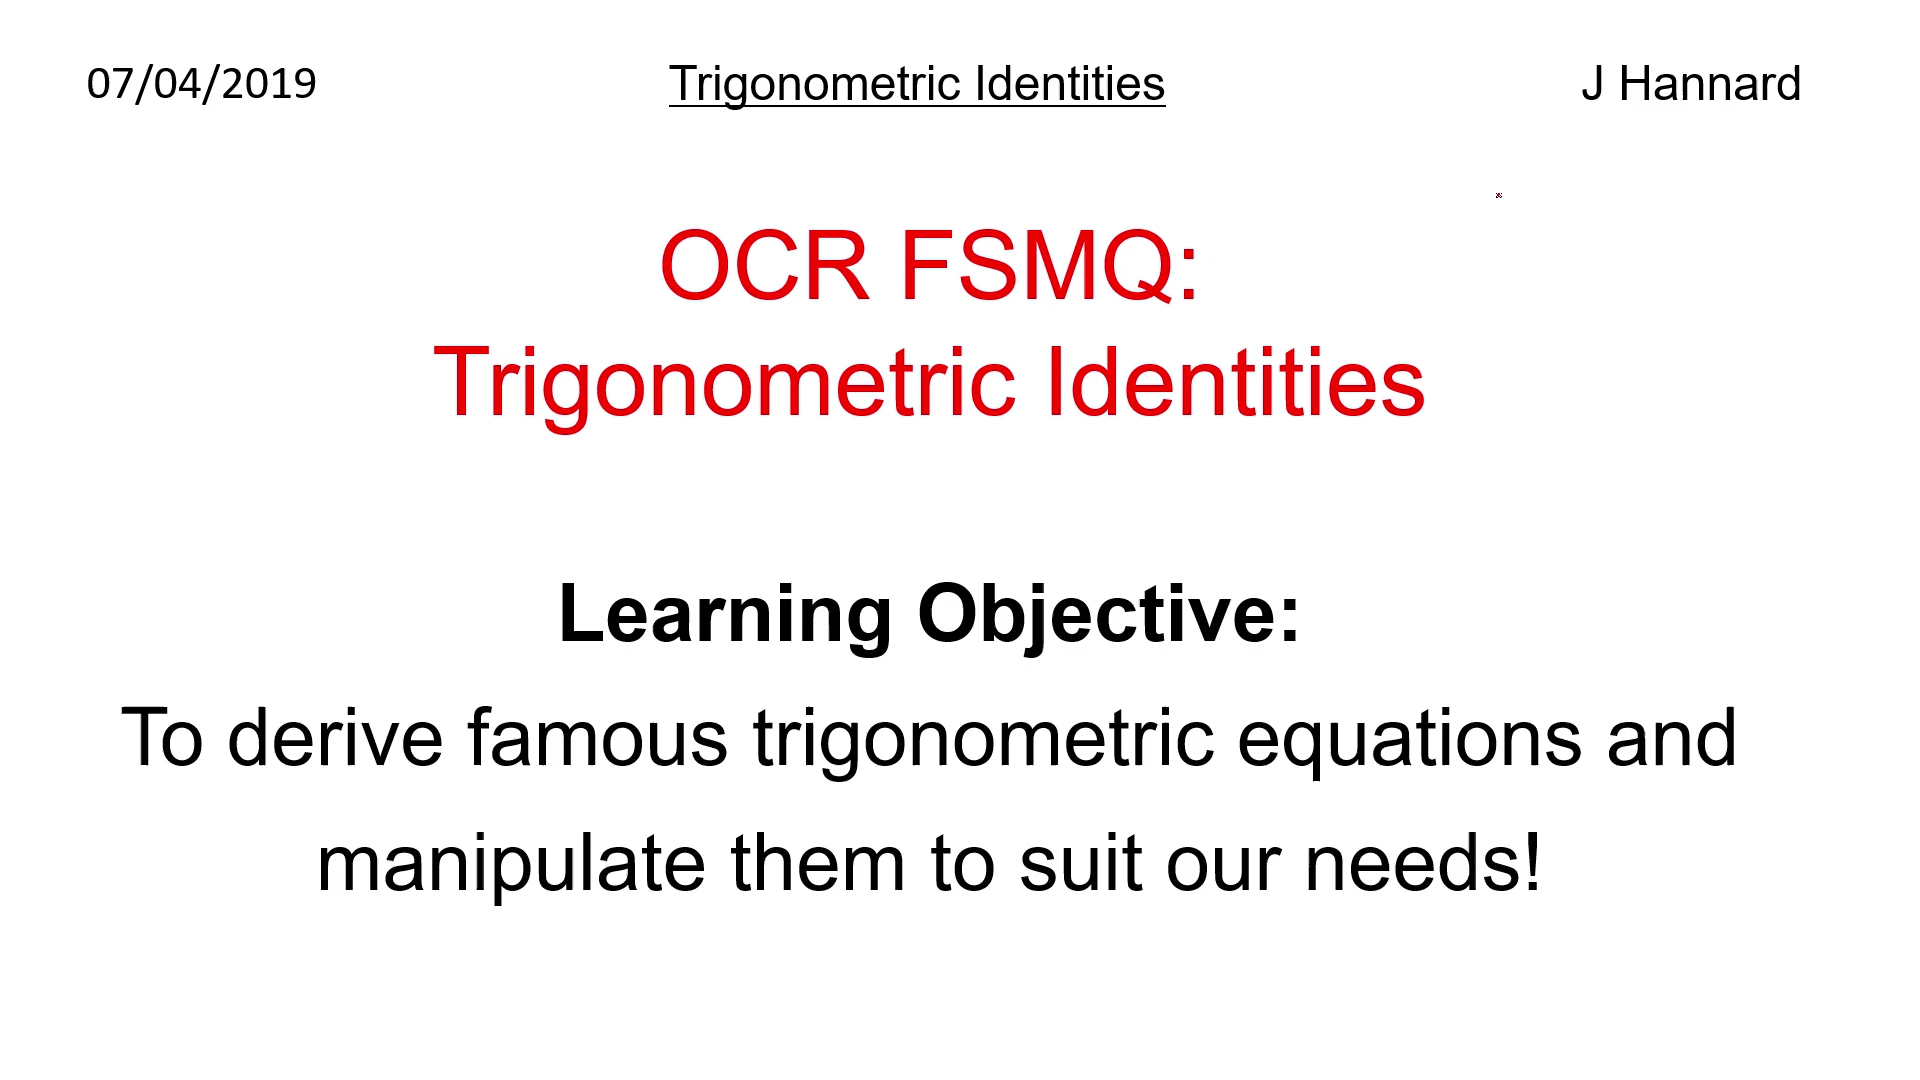 07/04/2019 Trigonometric Identities J Hannard
OCR FSMQ:
Trigonometric Identities
Learning Objective:
To derive famous trigonometric equations and
manipulate them to suit our needs!